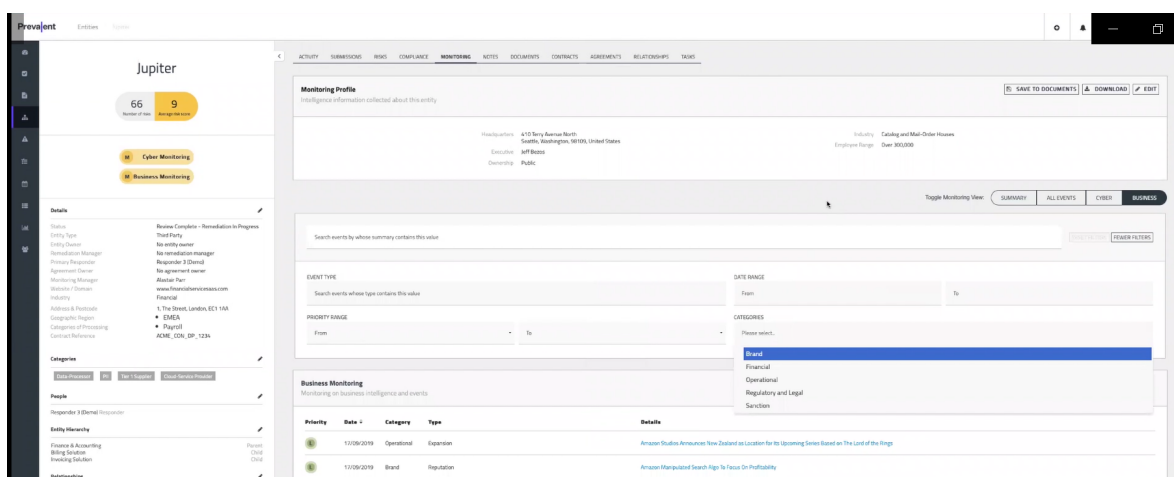 Prevalent
Entities
Jupiter
66
Number of risks
9
Average risk score
M Cyber Monitoring
M Business Monitoring
Details
Status Review Complete - Remediation In Progress
Entity Type Third Party
Entity Owner No entity owner
Remediation Manager No remediation manager
Primary Responder Responder 3 (Demo)
Agreement Owner No agreement owner
Monitoring Manager Alastair Parr
Website / Domain www.financialserviceco.com
Industry Financial
Address & Postcode 1, The Street, London, EC1 1AA
Geographic Region • EMEA
Categories of Processing • Payroll
Contract Reference ACME_CON_DP_1234
Categories
Data-Processor PII Tier 1 Supplier Cloud-Service Provider
People
Responder 3 (Demo) Responder
Entity Hierarchy
Finance & Accounting Parent
Billing Solution Child
Invoicing Solution Child
Relationships
ACTIVITY SUBMISSIONS RISKS COMPLIANCE MONITORING NOTES DOCUMENTS CONTRACTS AGREEMENTS RELATIONSHIPS TASKS
Monitoring Profile
Intelligence information collected about this entity
SAVE TO DOCUMENTS DOWNLOAD EDIT
Headquarters 410 Terry Avenue North
Seattle, Washington, 98109, United States
Executive Jeff Bezos
Ownership Public
Industry Catalog and Mail-Order Houses
Employee Range Over 300,000
Toggle Monitoring View: SUMMARY ALL EVENTS CYBER BUSINESS
Search events by whose summary contains this value
FEWER FILTERS
EVENT TYPE
Search events whose type contains this value
DATE RANGE
From To
PRIORITY RANGE
From To
CATEGORIES
Please select..
Brand
Financial
Operational
Regulatory and Legal
Sanction
Business Monitoring
Monitoring on business intelligence and events
Priority Date Category Type Details
17/09/2019 Operational Expansion Amazon Studios Announces New Zealand as Location for its Upcoming Series Based on The Lord of the Rings
17/09/2019 Brand Reputation Amazon Manipulated Search Algo To Focus On Profitability